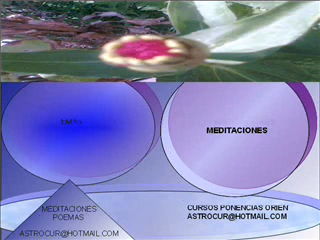 MEDITACIONES
MEDITACIONES
POEMAS
ASTROCUR@HOTMAIL.COM
CURSOS PONENCIAS ORIEN
ASTROCUR@HOTMAIL.COM